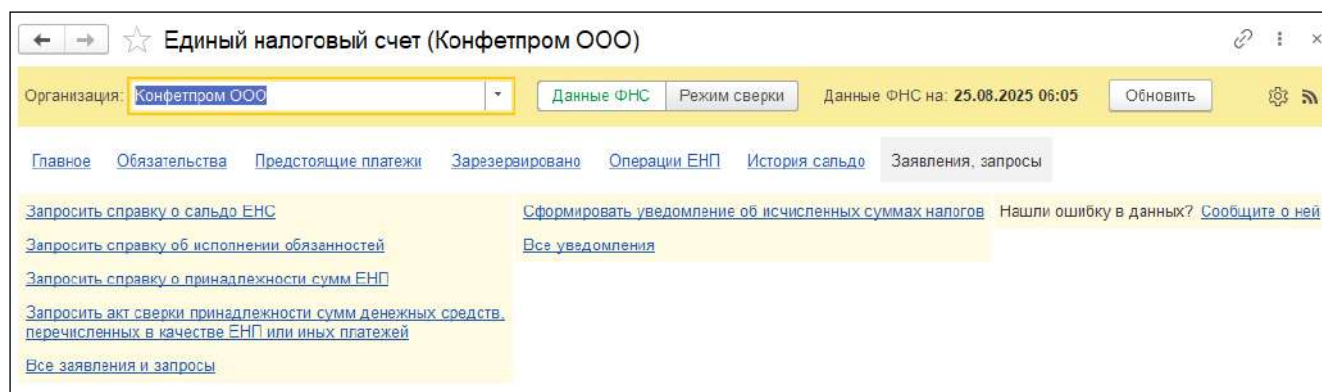 Единый налоговый счет (Конфетпром ООО)
Организация: Конфетпром ООО Данные ФНС Режим сверки Данные ФНС на: 25.08.2025 06:05 Обновить
Главное Обязательства Предстоящие платежи Зарезервировано Операции ЕНП История сальдо Заявления, запросы
Запросить справку о сальдо ЕНС Сформировать уведомление об исчисленных суммах налогов Нашли ошибку в данных? Сообщите о ней
Запросить справку об исполнении обязанностей Все уведомления
Запросить справку о принадлежности сумм ЕНП
Запросить акт сверки принадлежности сумм денежных средств,
перечисленных в качестве ЕНП или иных платежей
Все заявления и запросы